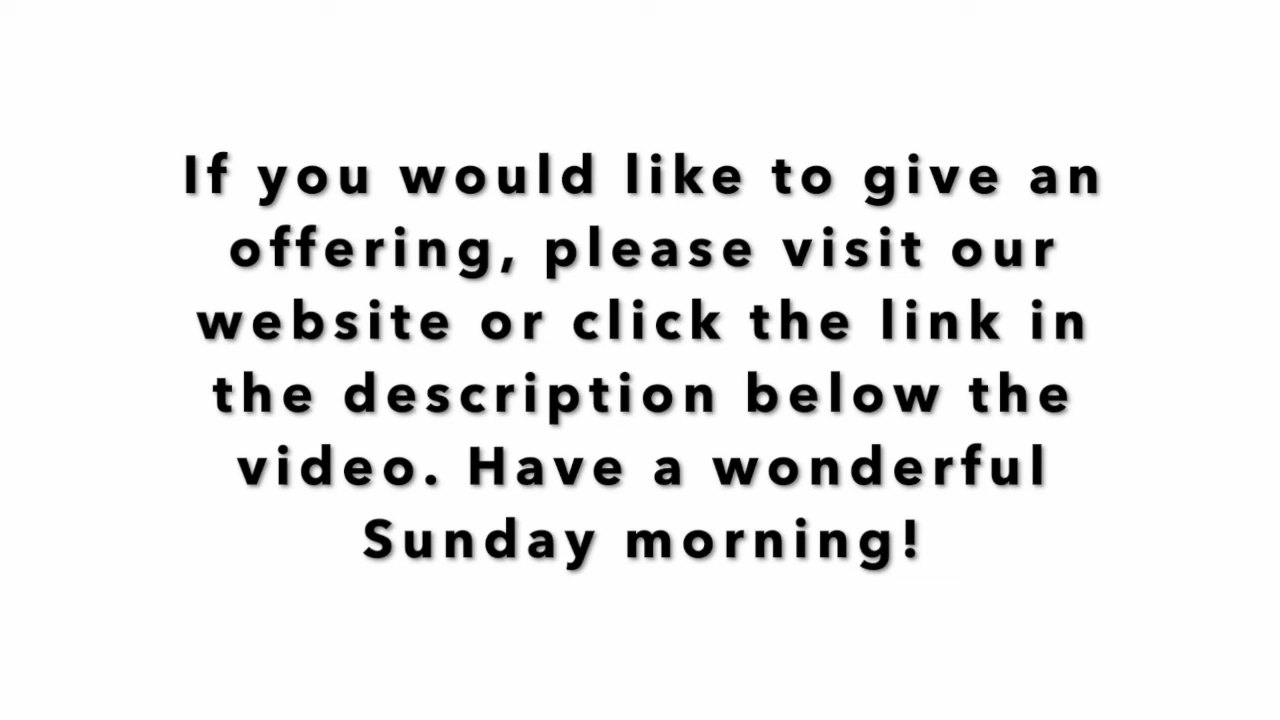 If you would like to give an
offering, please visit our
website or click the link in
the description below the
video. Have a wonderful
Sunday morning!